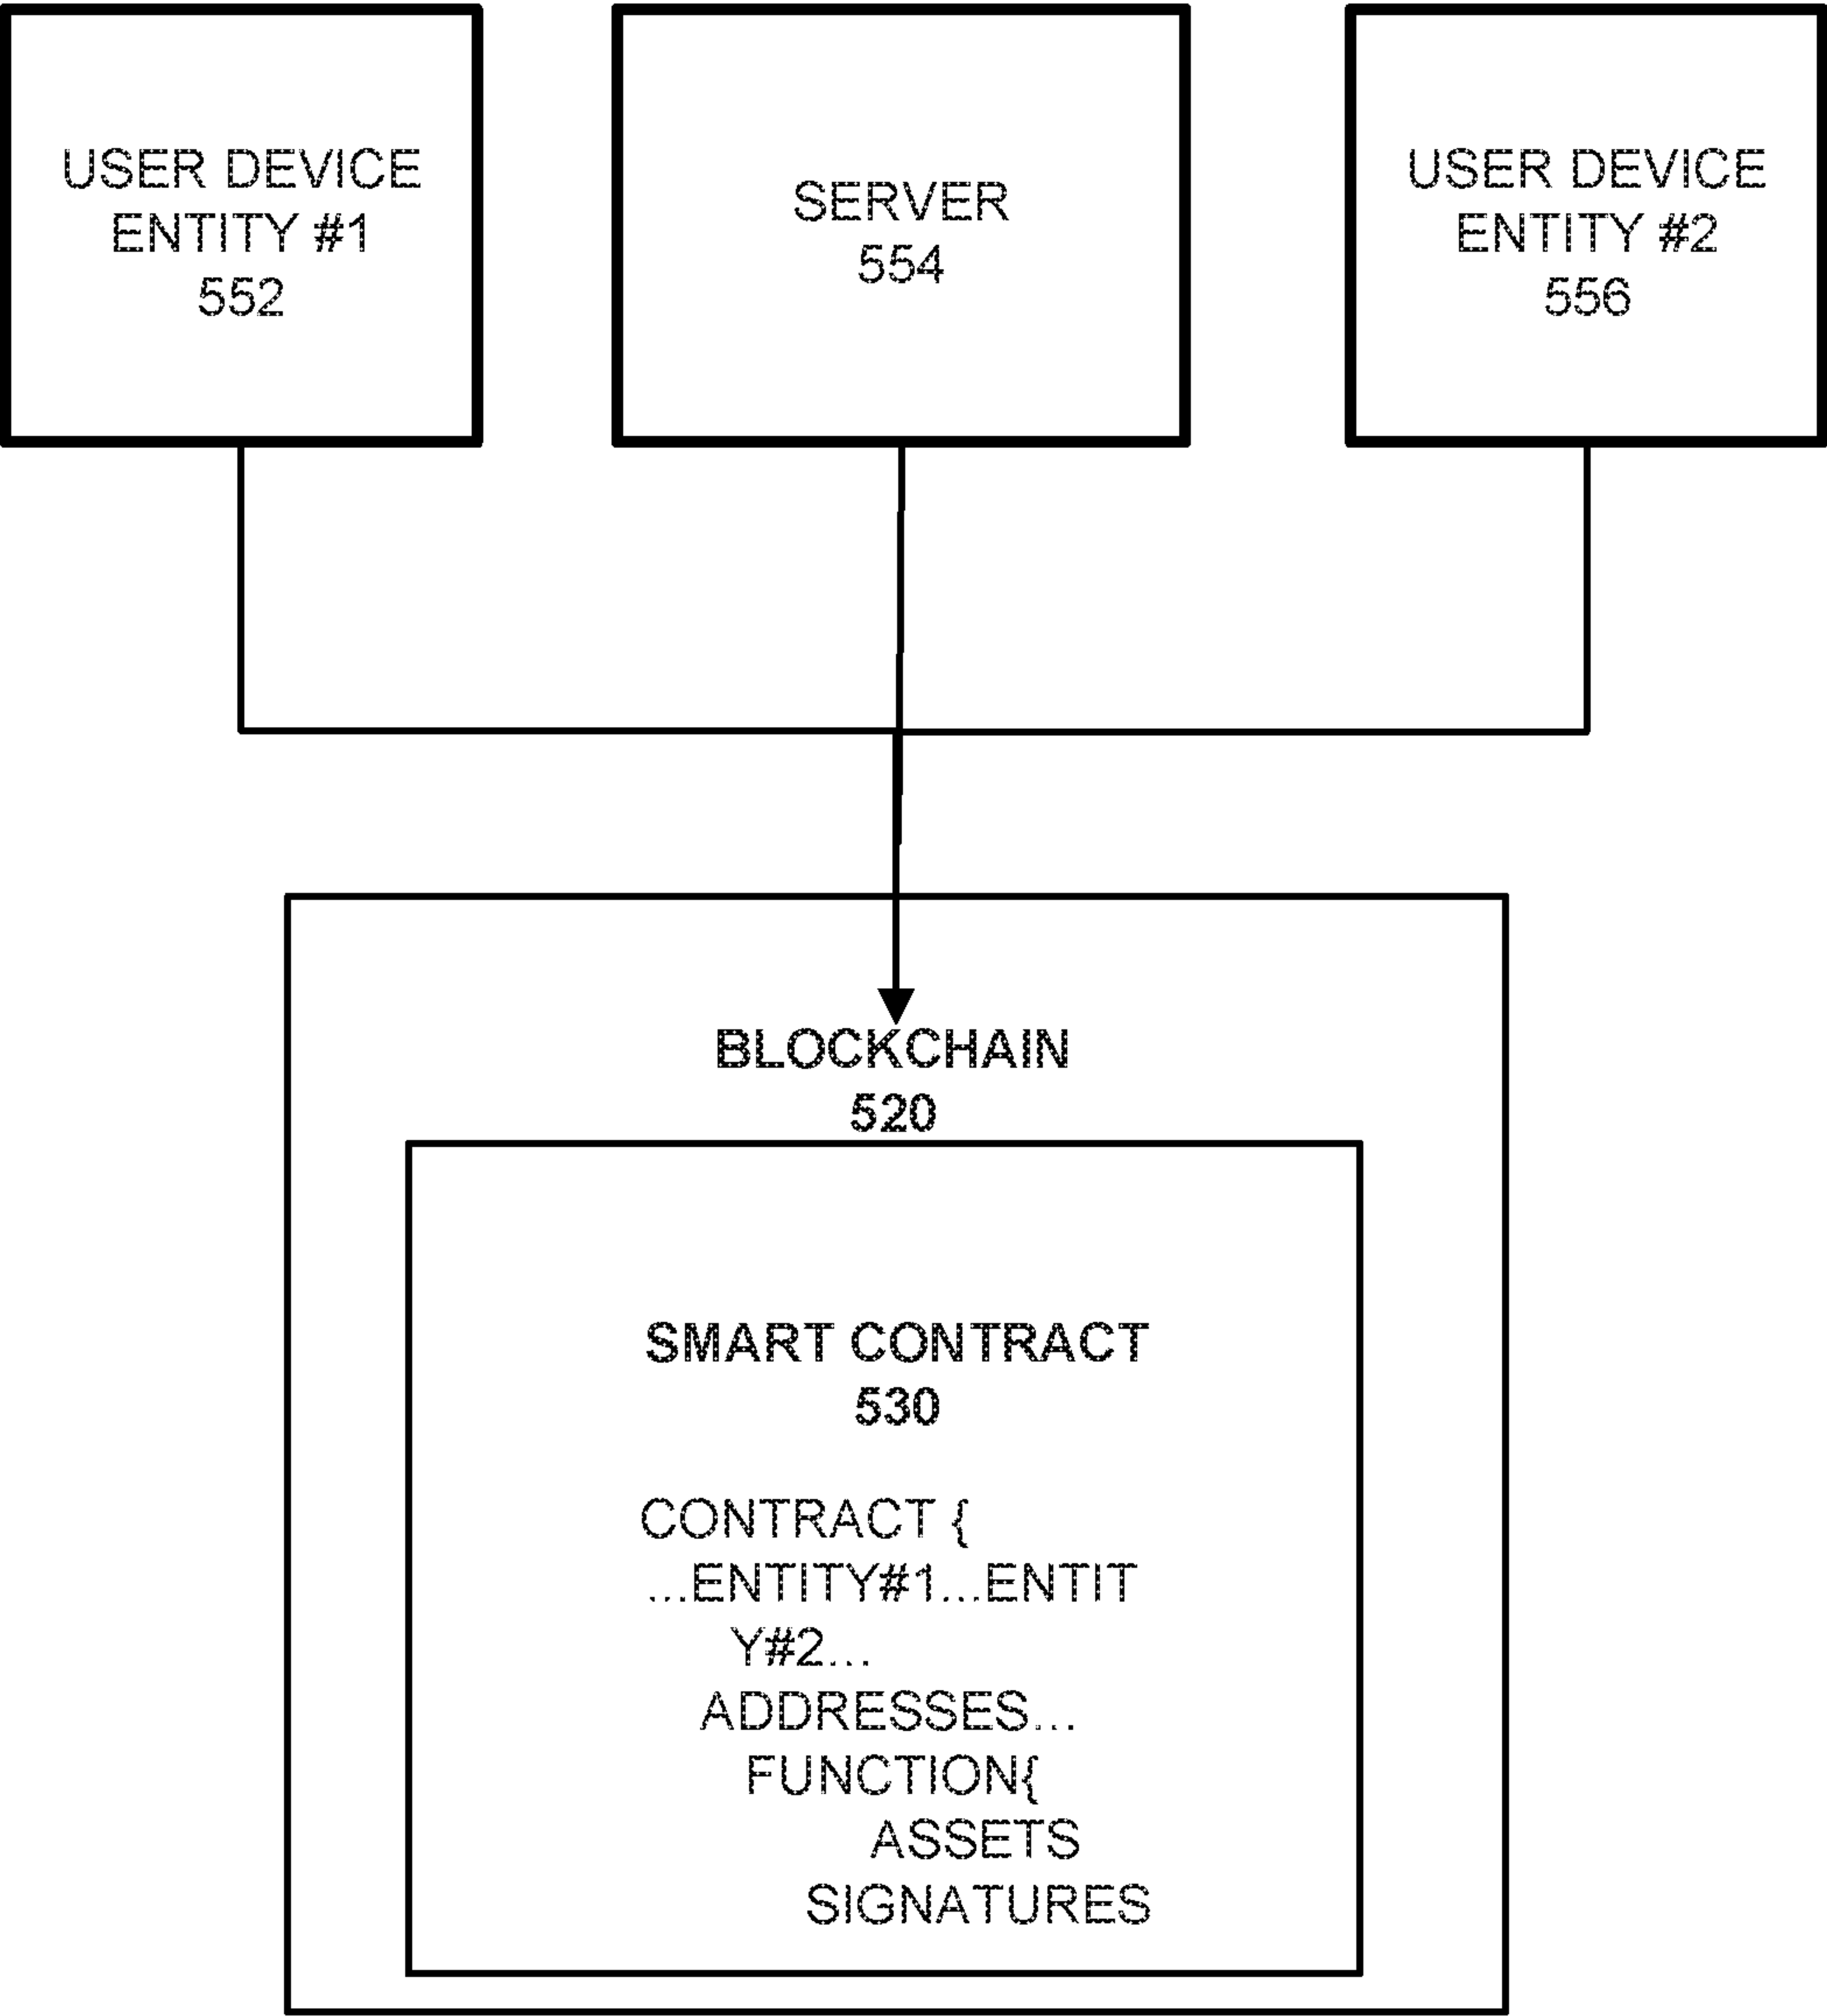 USER DEVICE
ENTITY #1
552
SERVER
554
USER DEVICE
ENTITY #2
556
BLOCKCHAIN
520
SMART CONTRACT
530
CONTRACT {
...ENTITY#1...ENTIT
Y#2...
ADDRESSES...
FUNCTION{
ASSETS
SIGNATURES